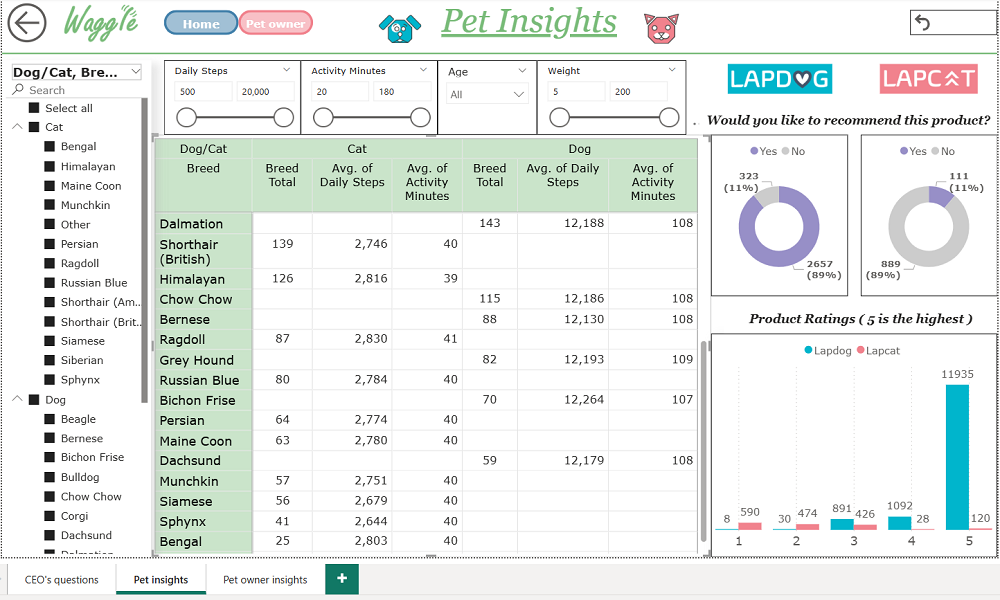 Waggle
Home
Pet owner
Pet Insights
Dog/Cat, Bre...
Search
Select all
Cat
Bengal
Himalayan
Maine Coon
Munchkin
Other
Persian
Ragdoll
Russian Blue
Shorthair (Am...
Shorthair (Brit...
Siamese
Siberian
Sphynx
Dog
Beagle
Bernese
Bichon Frise
Bulldog
Chow Chow
Corgi
Dachsund
Dalmation
Daily Steps
500 20,000
Activity Minutes
20 180
Age
All
Weight
5 200
Dog/Cat Cat Dog
Breed Breed Total Avg. of Daily Steps Avg. of Activity Minutes Breed Total Avg. of Daily Steps Avg. of Activity Minutes
Dalmation 143 12,188 108
Shorthair (British) 139 2,746 40
Himalayan 126 2,816 39
Chow Chow 115 12,186 108
Bernese 88 12,130 108
Ragdoll 87 2,830 41
Grey Hound 82 12,193 109
Russian Blue 80 2,784 40
Bichon Frise 70 12,264 107
Persian 64 2,774 40
Maine Coon 63 2,780 40
Dachsund 59 12,179 108
Munchkin 57 2,751 40
Siamese 56 2,679 40
Sphynx 41 2,644 40
Bengal 25 2,803 40
LAPDOG
LAPCAT
. Would you like to recommend this product?
Yes No
323
(11%)
2657
(89%)
Yes No
111
(11%)
889
(89%)
Product Ratings ( 5 is the highest )
Lapdog Lapcat
8 590 30 474 891 426 1092 28 11935 120
1 2 3 4 5
CEO's questions
Pet insights
Pet owner insights
+